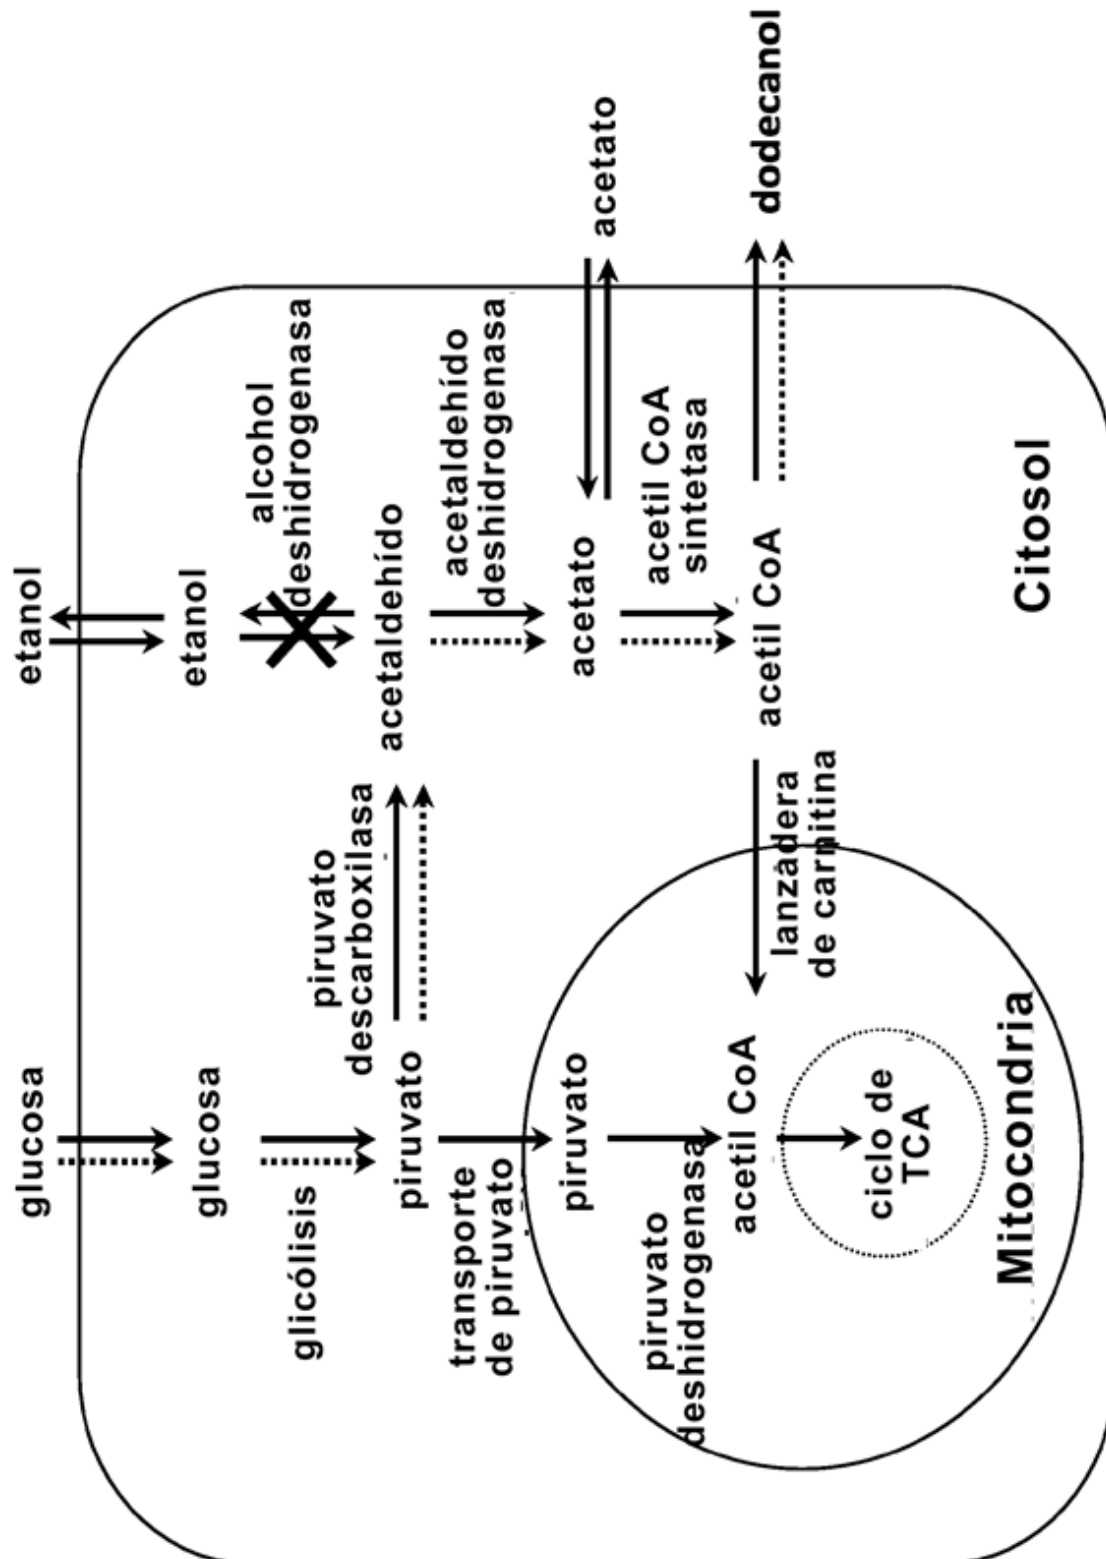 glucosa
glucosa
glicólisis
piruvato
transporte
de piruvato
piruvato
piruvato
deshidrogenasa
acetil CoA
ciclo de
TCA
Mitocondria
piruvato
descarboxilasa
lanzadera
de carnitina
etanol
etanol
alcohol
deshidrogenasa
acetaldehído
acetaldehído
deshidrogenasa
acetato
acetil CoA
sintetasa
acetil CoA
Citosol
acetato
dodecanol